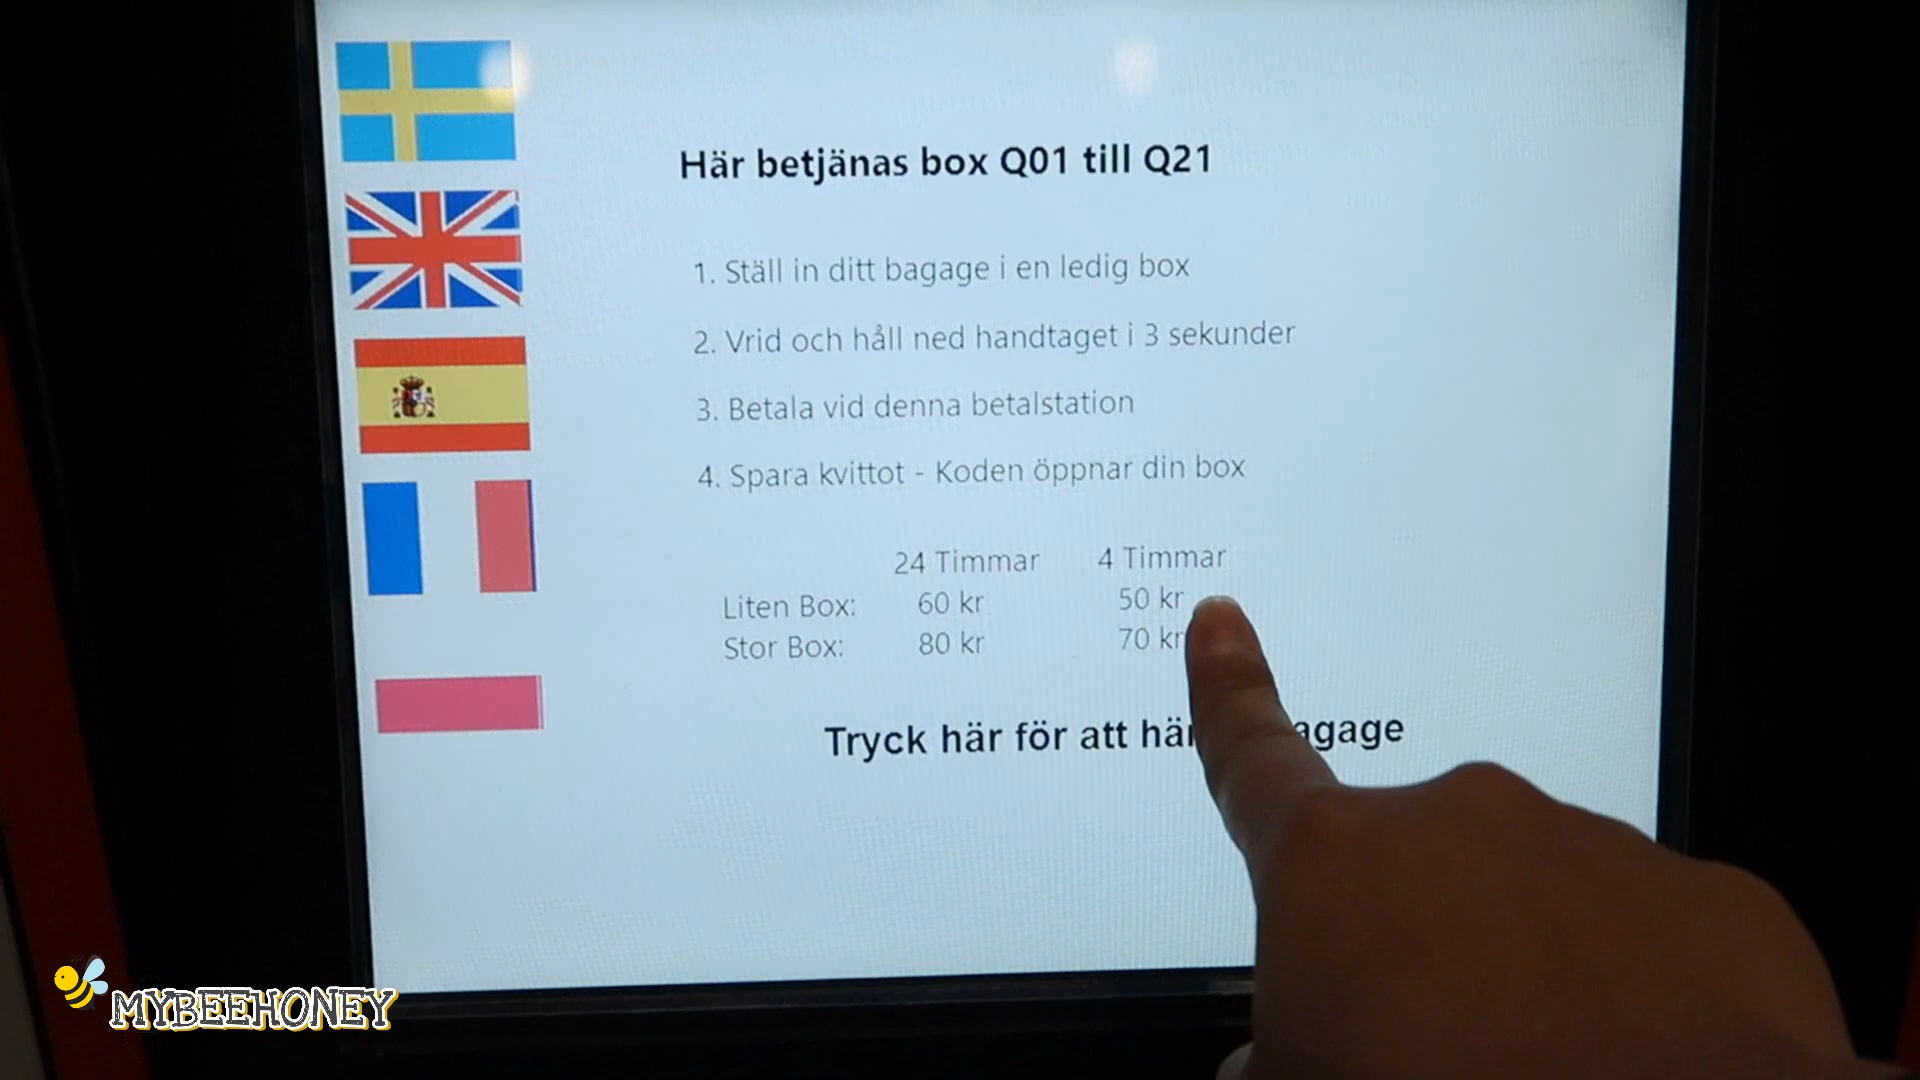 Här betjänas box Q01 till Q21
1. Ställ in ditt bagage i en ledig box
2. Vrid och håll ned handtaget i 3 sekunder
3. Betala vid denna betalstation
4. Spara kvittot - Koden öppnar din box
24 Timmar 4 Timmar
Liten Box: 60 kr 50 kr
Stor Box: 80 kr 70 kr
Tryck här för att
MYBEEHONEY